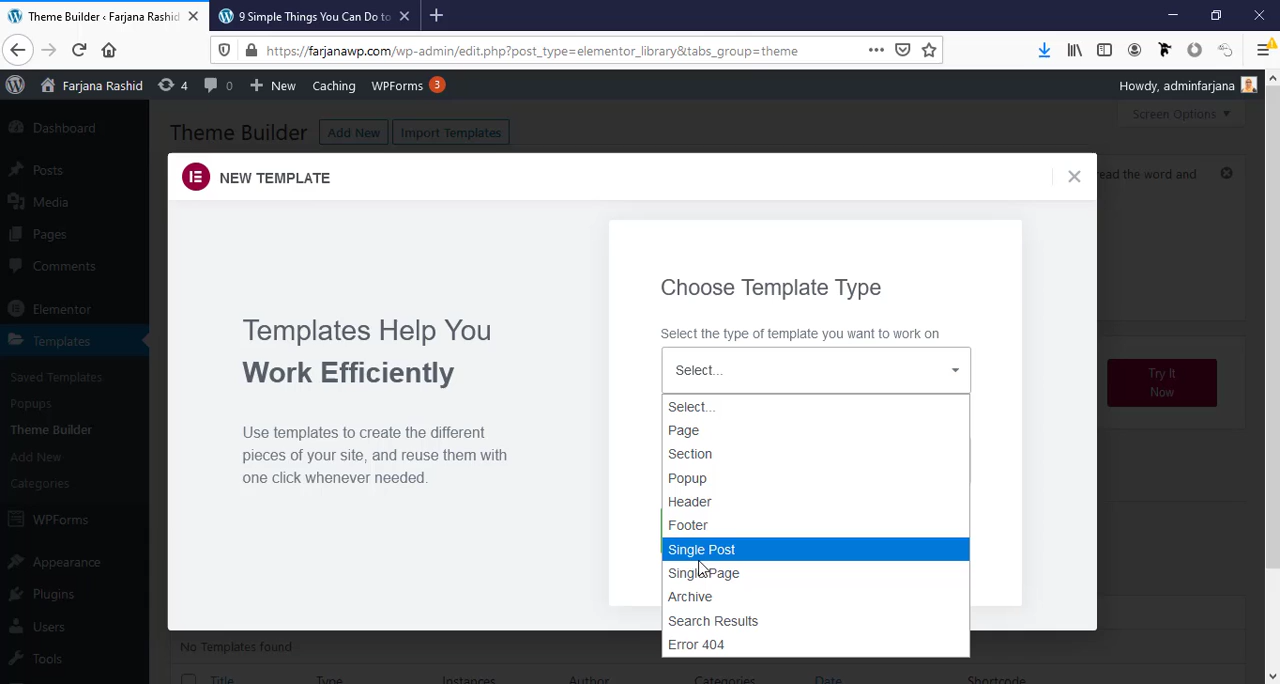 Theme Builder ‹ Farjana Rashid
9 Simple Things You Can Do to
https://farjanawp.com/wp-admin/edit.php?post_type=elementor_library&tabs_group=theme
Farjana Rashid 4 0 New Caching WPForms 3 Howdy, adminfarjana
Dashboard
Posts
Media
Pages
Comments
Elementor
Templates
Saved Templates
Popups
Theme Builder
Add New
Categories
WPForms
Appearance
Plugins
Users
Tools
Screen Options
Theme Builder Add New Import Templates
ead the word and
NEW TEMPLATE
Templates Help You
Work Efficiently
Use templates to create the different
pieces of your site, and reuse them with
one click whenever needed.
Choose Template Type
Select the type of template you want to work on
Select...
Select...
Page
Section
Popup
Header
Footer
Single Post
Single Page
Archive
Search Results
Error 404
Try It
Now
No Templates found
Title Type Instances Author Categories Date Shortcode